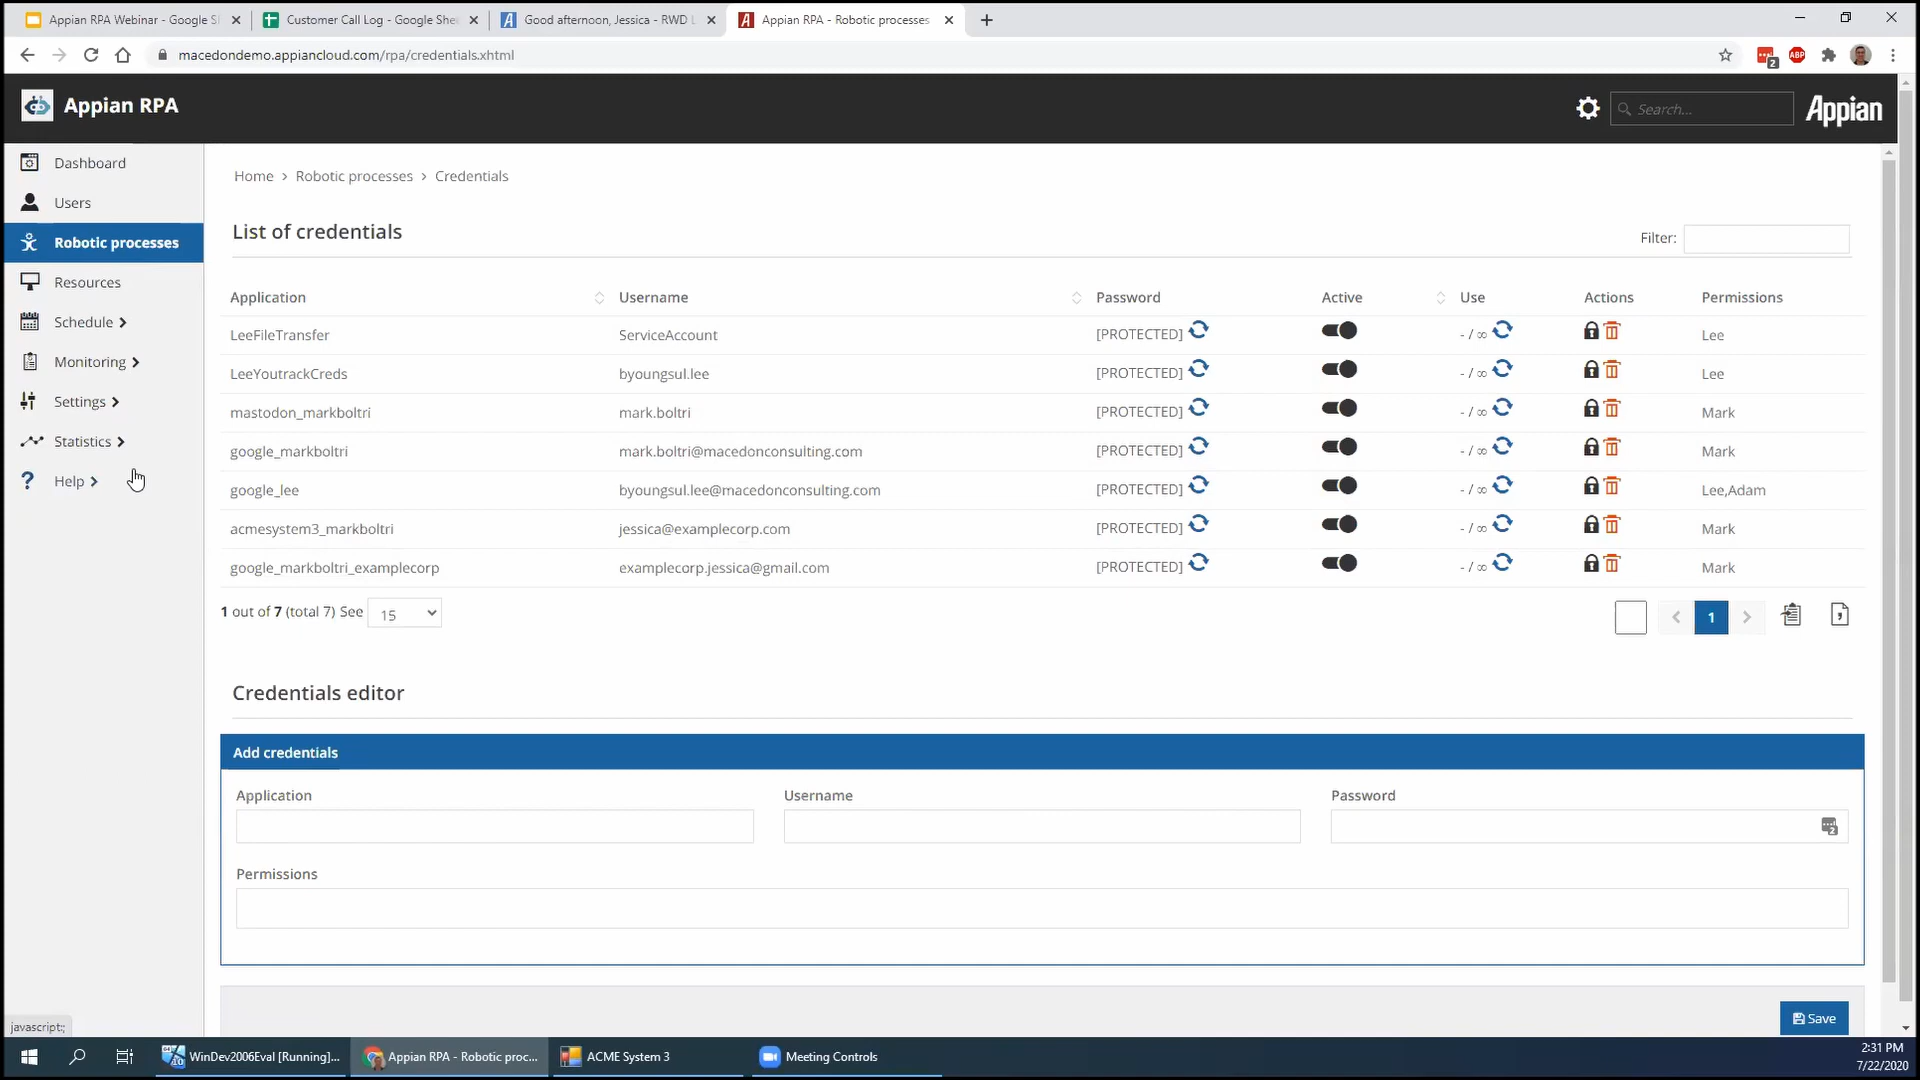 Appian RPA Webinar - Google Sl
Customer Call Log - Google She
Good afternoon, Jessica - RWD
Appian RPA - Robotic processes
macedondemo.appiancloud.com/rpa/credentials.xhtml
2
ABP
Appian RPA
Search...
Appian
Dashboard
Users
Robotic processes
Resources
Schedule
Monitoring
Settings
Statistics
? Help
Home > Robotic processes > Credentials
List of credentials
Filter:
Application Username Password Active Use Actions Permissions
LeeFileTransfer ServiceAccount [PROTECTED] - / ∞ Lee
LeeYoutrackCreds byoungsul.lee [PROTECTED] - / ∞ Lee
mastodon_markboltri mark.boltri [PROTECTED] - / ∞ Mark
google_markboltri mark.boltri@macedonconsulting.com [PROTECTED] - / ∞ Mark
google_lee byoungsul.lee@macedonconsulting.com [PROTECTED] - / ∞ Lee,Adam
acmesystem3_markboltri jessica@examplecorp.com [PROTECTED] - / ∞ Mark
google_markboltri_examplecorp examplecorp.jessica@gmail.com [PROTECTED] - / ∞ Mark
1 out of 7 (total 7) See 15
1
Credentials editor
Add credentials
Application Username Password
Permissions
Save
javascript:;
WinDev2006Eval [Running]...
Appian RPA - Robotic proc...
ACME System 3
Meeting Controls
2:31 PM
7/22/2020